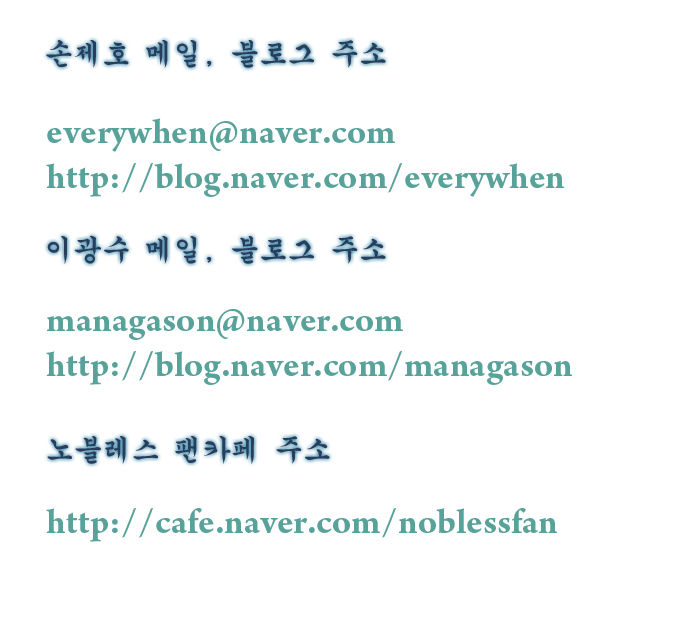 손제호 메일, 블로그 주소
everywhen@naver.com
http://blog.naver.com/everywhen
이광수 메일, 블로그 주소
managason@naver.com
http://blog.naver.com/managason
노블레스 팬카페 주소
http://cafe.naver.com/noblessfan